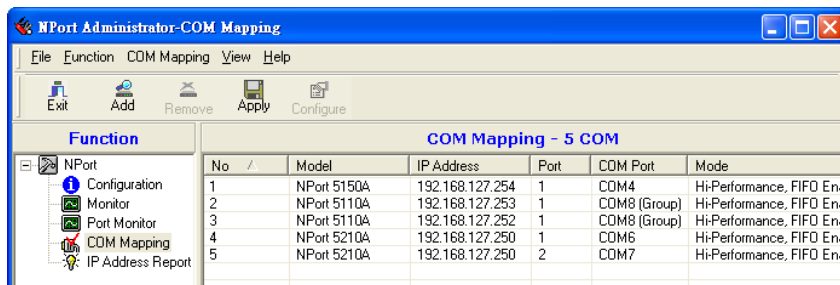 NPort Administrator-COM Mapping
File Function COM Mapping View Help
Exit Add Remove Apply Configure
Function
NPort
Configuration
Monitor
Port Monitor
COM Mapping
IP Address Report
COM Mapping - 5 COM
No Model IP Address Port COM Port Mode
1 NPort 5150A 192.168.127.254 1 COM4 Hi-Performance, FIFO Ena
2 NPort 5110A 192.168.127.253 1 COM8 (Group) Hi-Performance, FIFO Ena
3 NPort 5110A 192.168.127.252 1 COM8 (Group) Hi-Performance, FIFO Ena
4 NPort 5210A 192.168.127.250 1 COM6 Hi-Performance, FIFO Ena
5 NPort 5210A 192.168.127.250 2 COM7 Hi-Performance, FIFO Ena